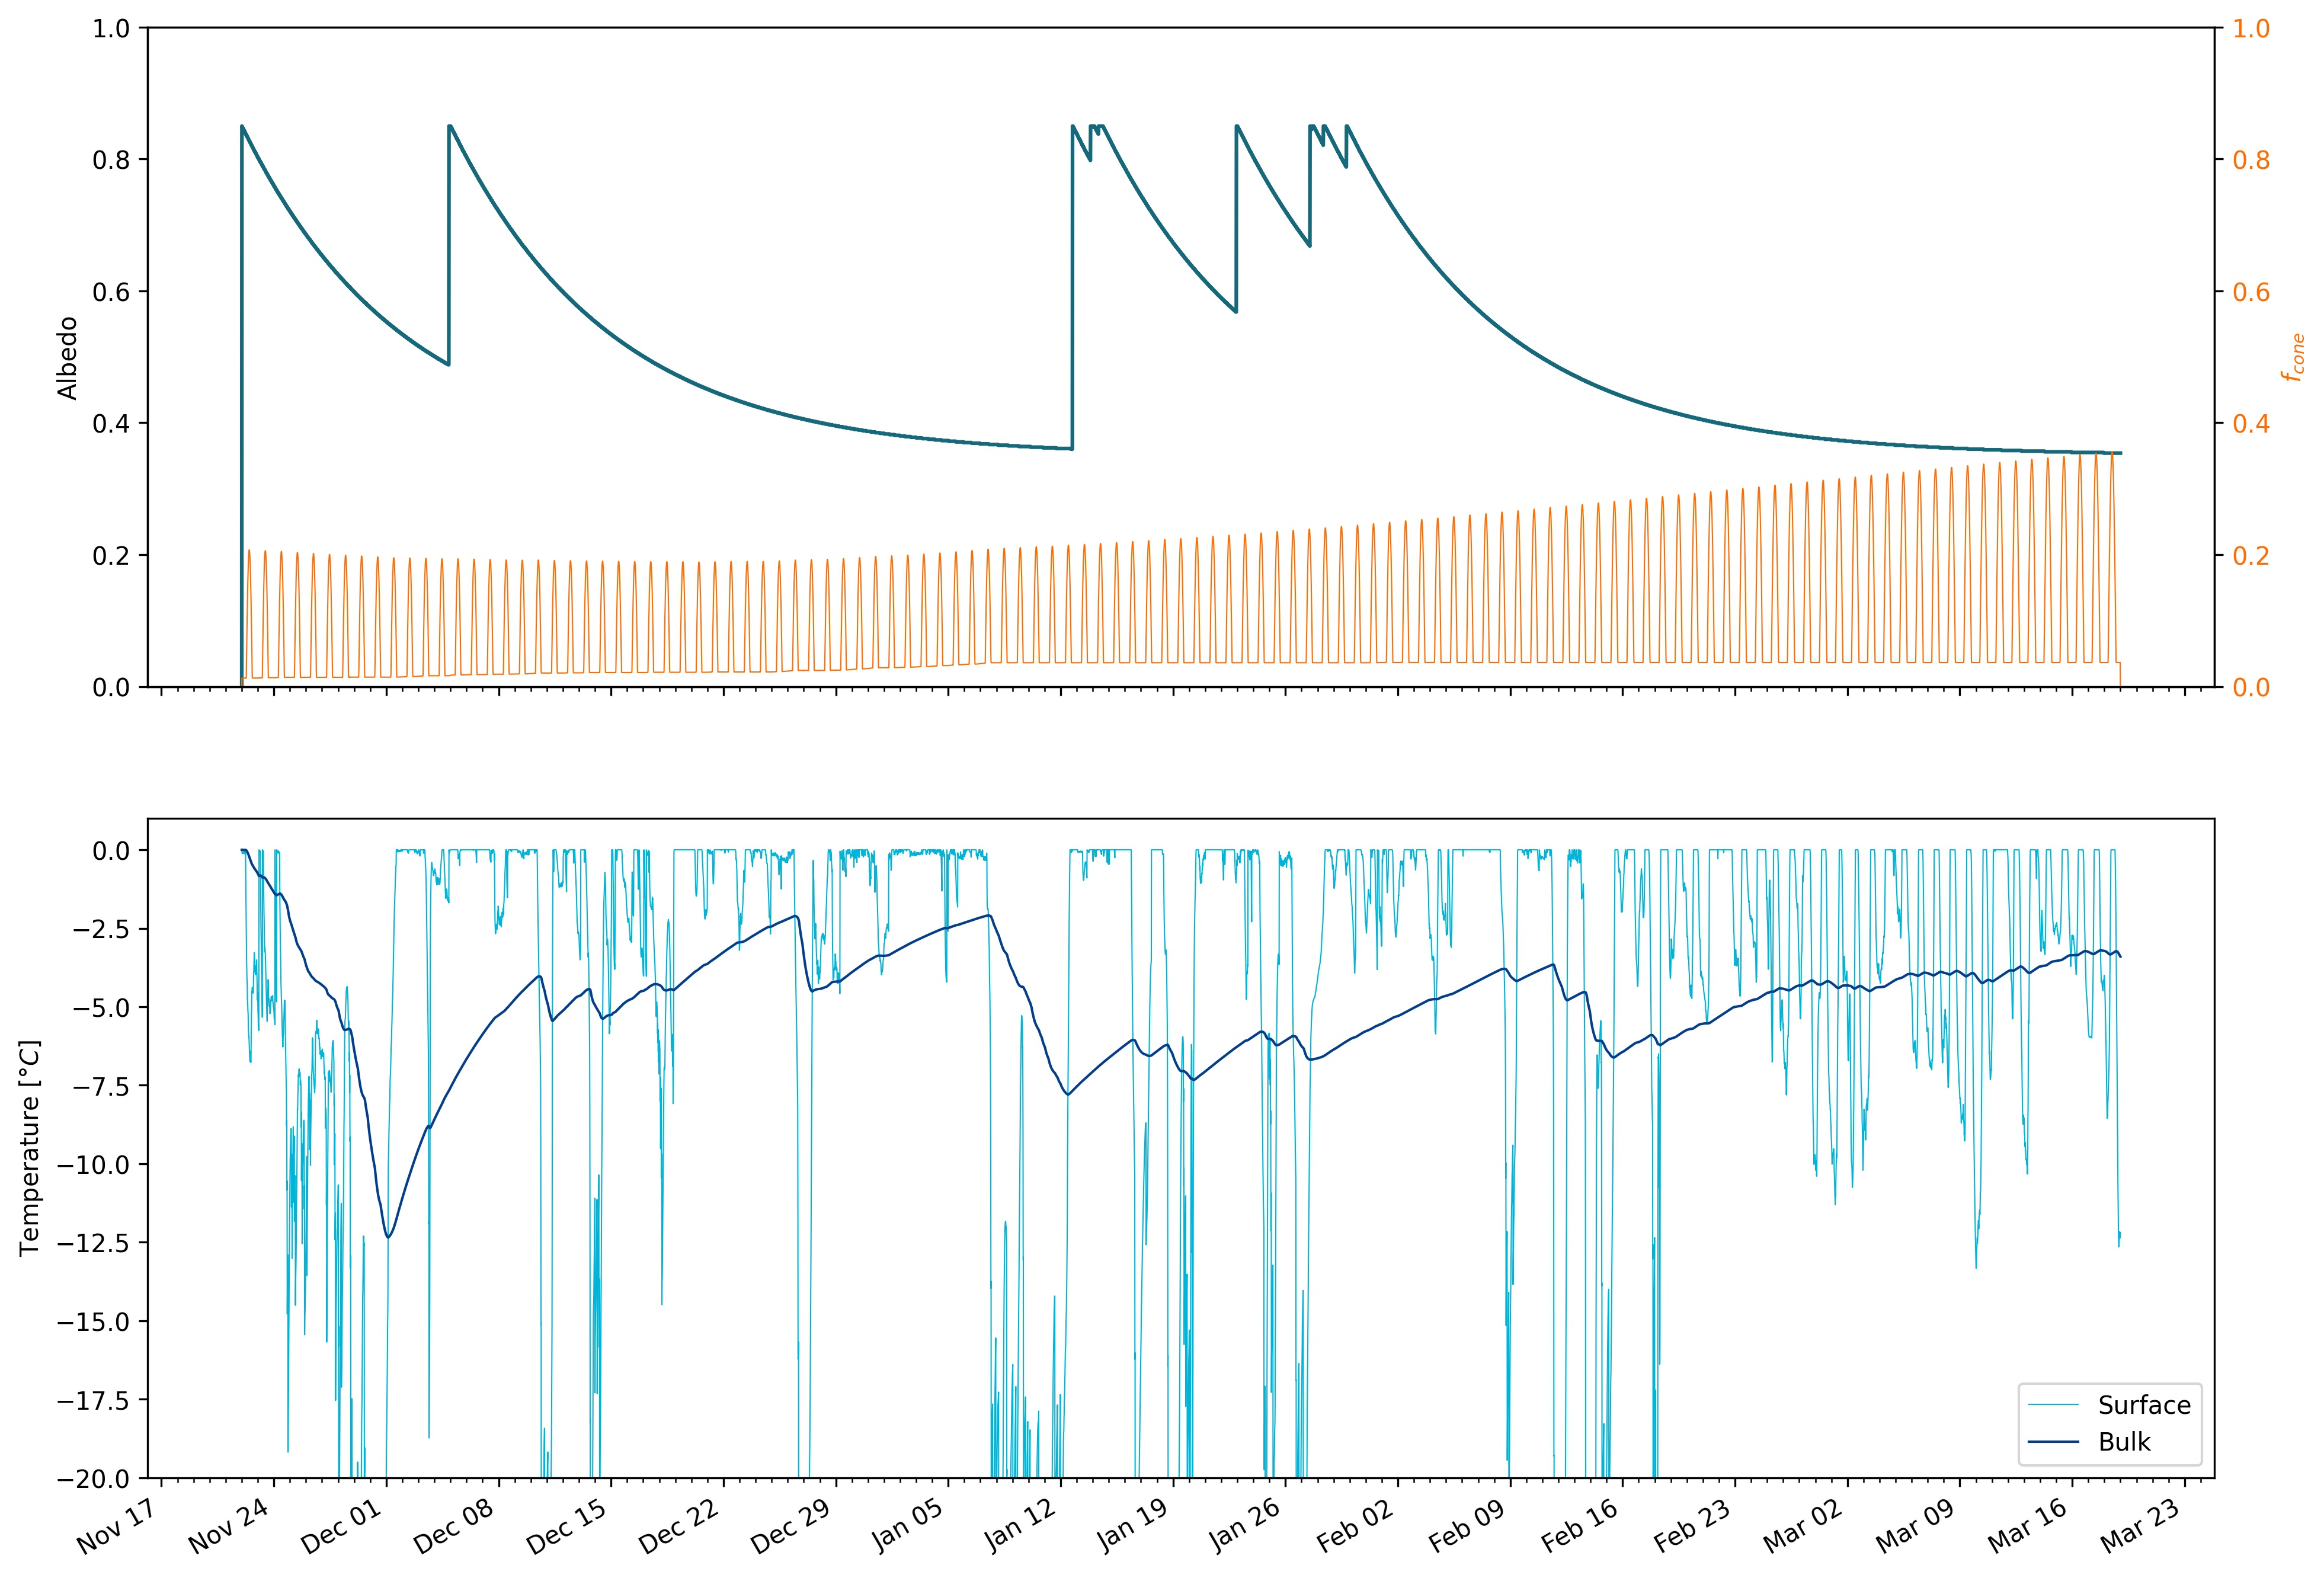 1.0
0.8
0.6
0.4
0.2
0.0
Albedo
1.0
0.8
0.6
0.4
0.2
0.0
f_cone
0.0
−2.5
−5.0
−7.5
−10.0
−12.5
−15.0
−17.5
−20.0
Temperature [°C]
Surface
Bulk
Nov 17
Nov 24
Dec 01
Dec 08
Dec 15
Dec 22
Dec 29
Jan 05
Jan 12
Jan 19
Jan 26
Feb 02
Feb 09
Feb 16
Feb 23
Mar 02
Mar 09
Mar 16
Mar 23